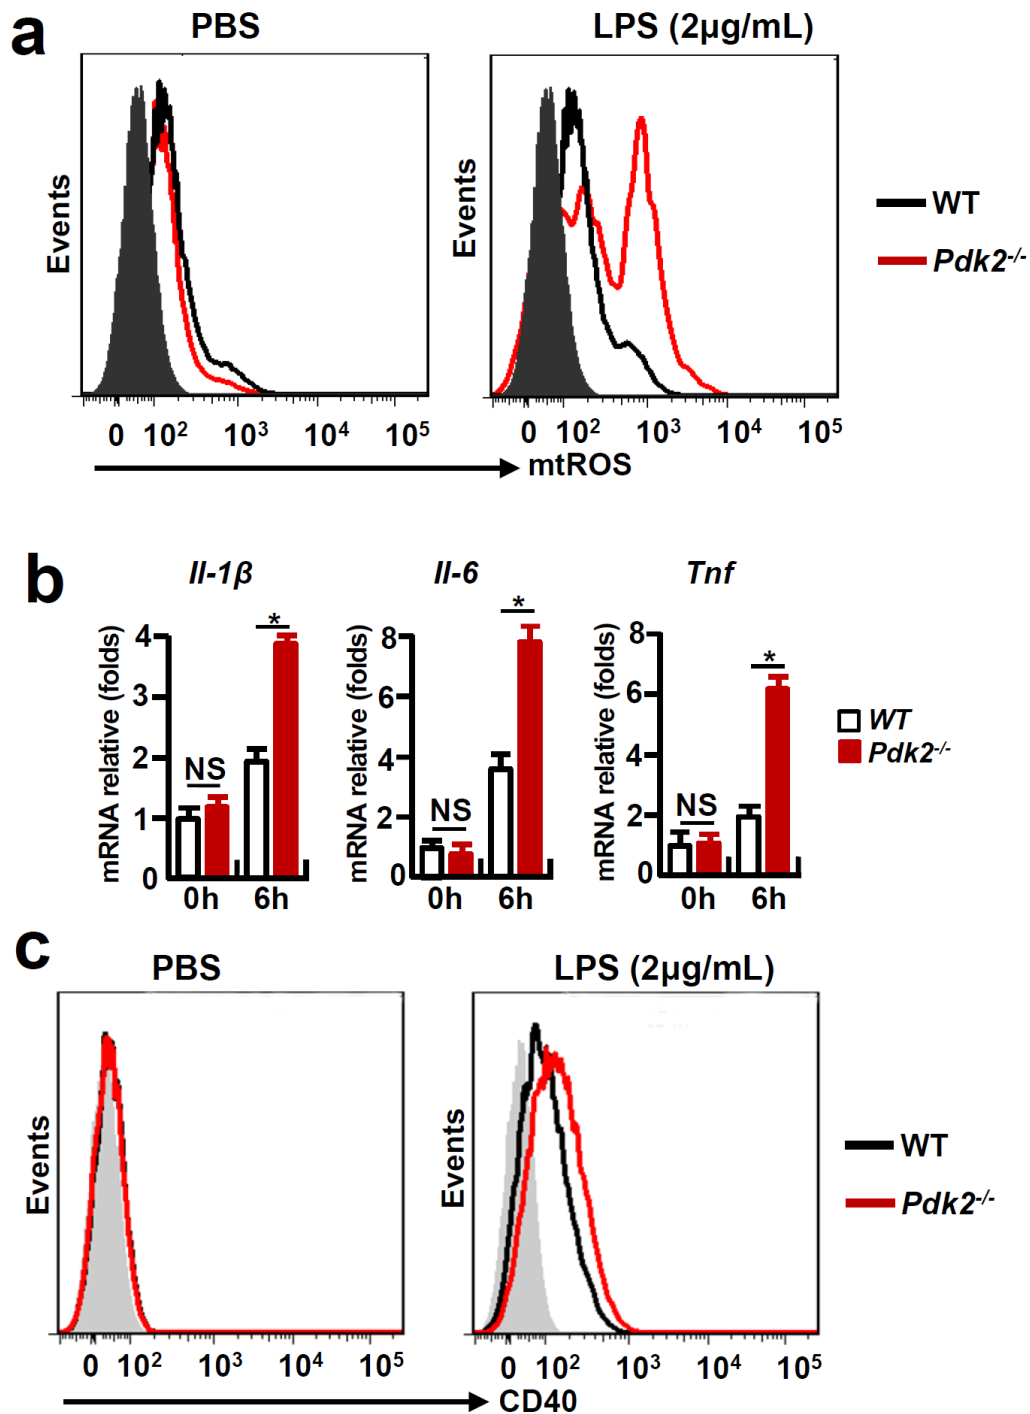 a
PBS
LPS (2µg/mL)
Events
Events
WT
Pdk2-/-
0 10² 10³ 10⁴ 10⁵
0 10² 10³ 10⁴ 10⁵
mtROS
b
Il-1β
Il-6
Tnf
mRNA relative (folds)
4
3
2
1
0
NS
*
0h 6h
mRNA relative (folds)
8
6
4
2
0
NS
*
0h 6h
mRNA relative (folds)
8
6
4
2
0
NS
*
0h 6h
WT
Pdk2-/-
c
PBS
LPS (2µg/mL)
Events
Events
WT
Pdk2-/-
0 10² 10³ 10⁴ 10⁵
0 10² 10³ 10⁴ 10⁵
CD40